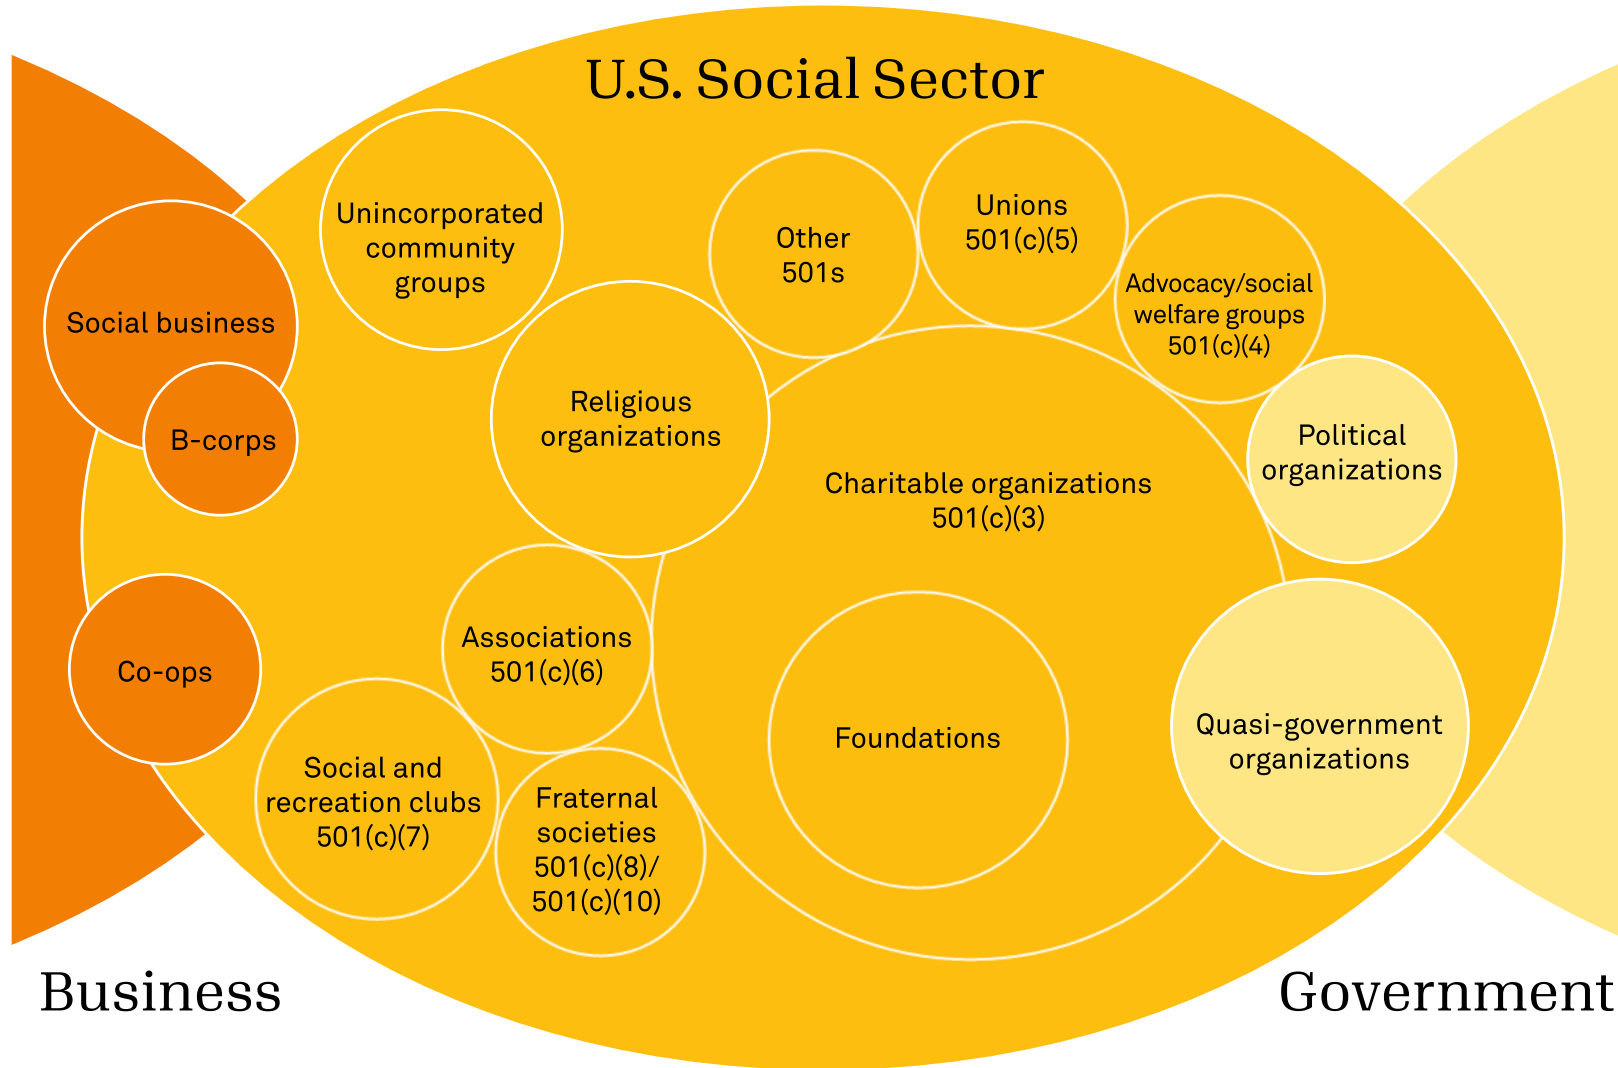 U.S. Social Sector
Unincorporated
community
groups
Other
501s
Unions
501(c)(5)
Advocacy/social
welfare groups
501(c)(4)
Social business
B-corps
Religious
organizations
Political
organizations
Charitable organizations
501(c)(3)
Associations
501(c)(6)
Co-ops
Foundations
Quasi-government
organizations
Social and
recreation clubs
501(c)(7)
Fraternal
societies
501(c)(8)/
501(c)(10)
Business
Government